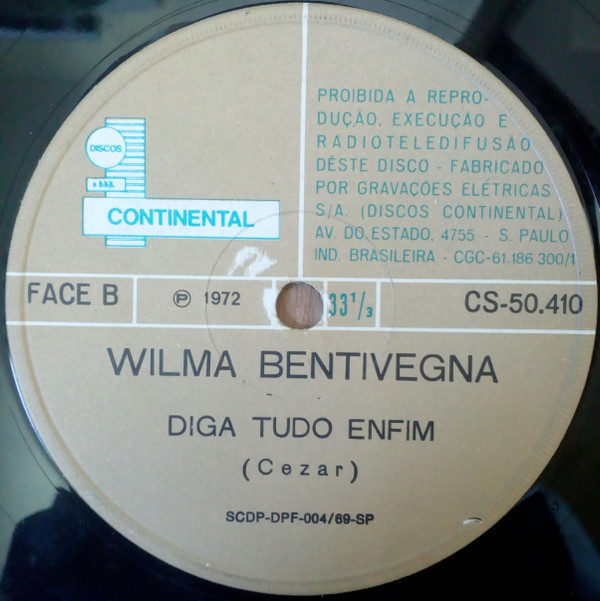 PROIBIDA A REPRO-
DUÇÃO, EXECUÇÃO E
RADIOTELEDIFUSÃO
DÊSTE DISCO - FABRICADO
POR GRAVAÇÕES ELÉTRICAS
S/A. (DISCOS CONTINENTAL)
AV. DO ESTADO, 4755 - S. PAULO
IND. BRASILEIRA - CGC-61.186 300/1
DISCOS
CONTINENTAL
FACE B
℗ 1972
33 1/3
CS-50.410
WILMA BENTIVEGNA
DIGA TUDO ENFIM
(Cezar)
SCDP-DPF-004/69-SP